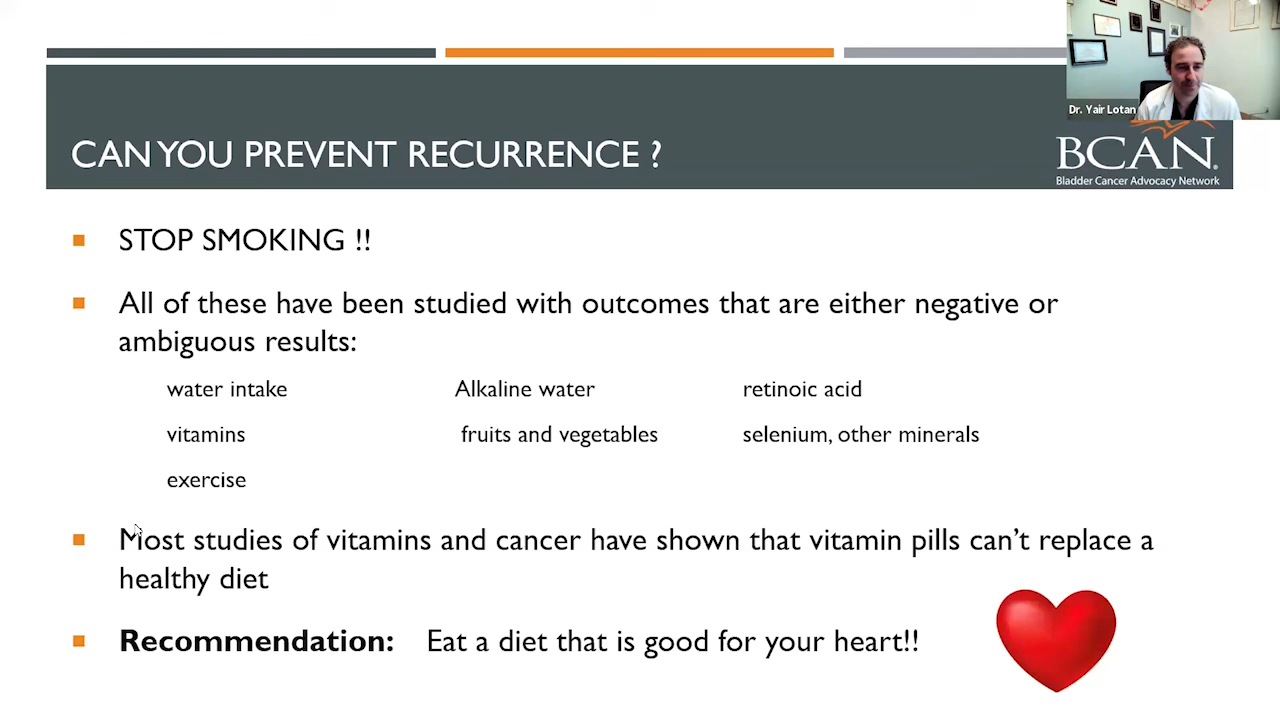 Dr. Yair Lotan
CAN YOU PREVENT RECURRENCE ?
BCAN.
Bladder Cancer Advocacy Network
STOP SMOKING !!
All of these have been studied with outcomes that are either negative or
ambiguous results:
water intake Alkaline water retinoic acid
vitamins fruits and vegetables selenium, other minerals
exercise
Most studies of vitamins and cancer have shown that vitamin pills can’t replace a
healthy diet
Recommendation: Eat a diet that is good for your heart!!